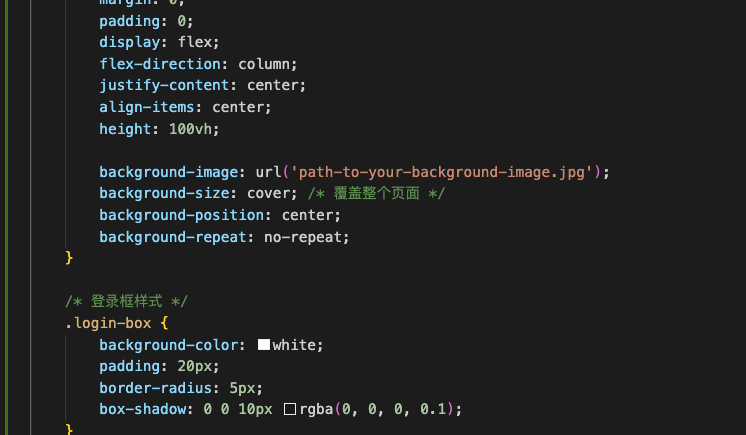 margin: 0;
padding: 0;
display: flex;
flex-direction: column;
justify-content: center;
align-items: center;
height: 100vh;
background-image: url('path-to-your-background-image.jpg');
background-size: cover; /* 覆盖整个页面 */
background-position: center;
background-repeat: no-repeat;
}
/* 登录框样式 */
.login-box {
background-color: white;
padding: 20px;
border-radius: 5px;
box-shadow: 0 0 10px rgba(0, 0, 0, 0.1);
}